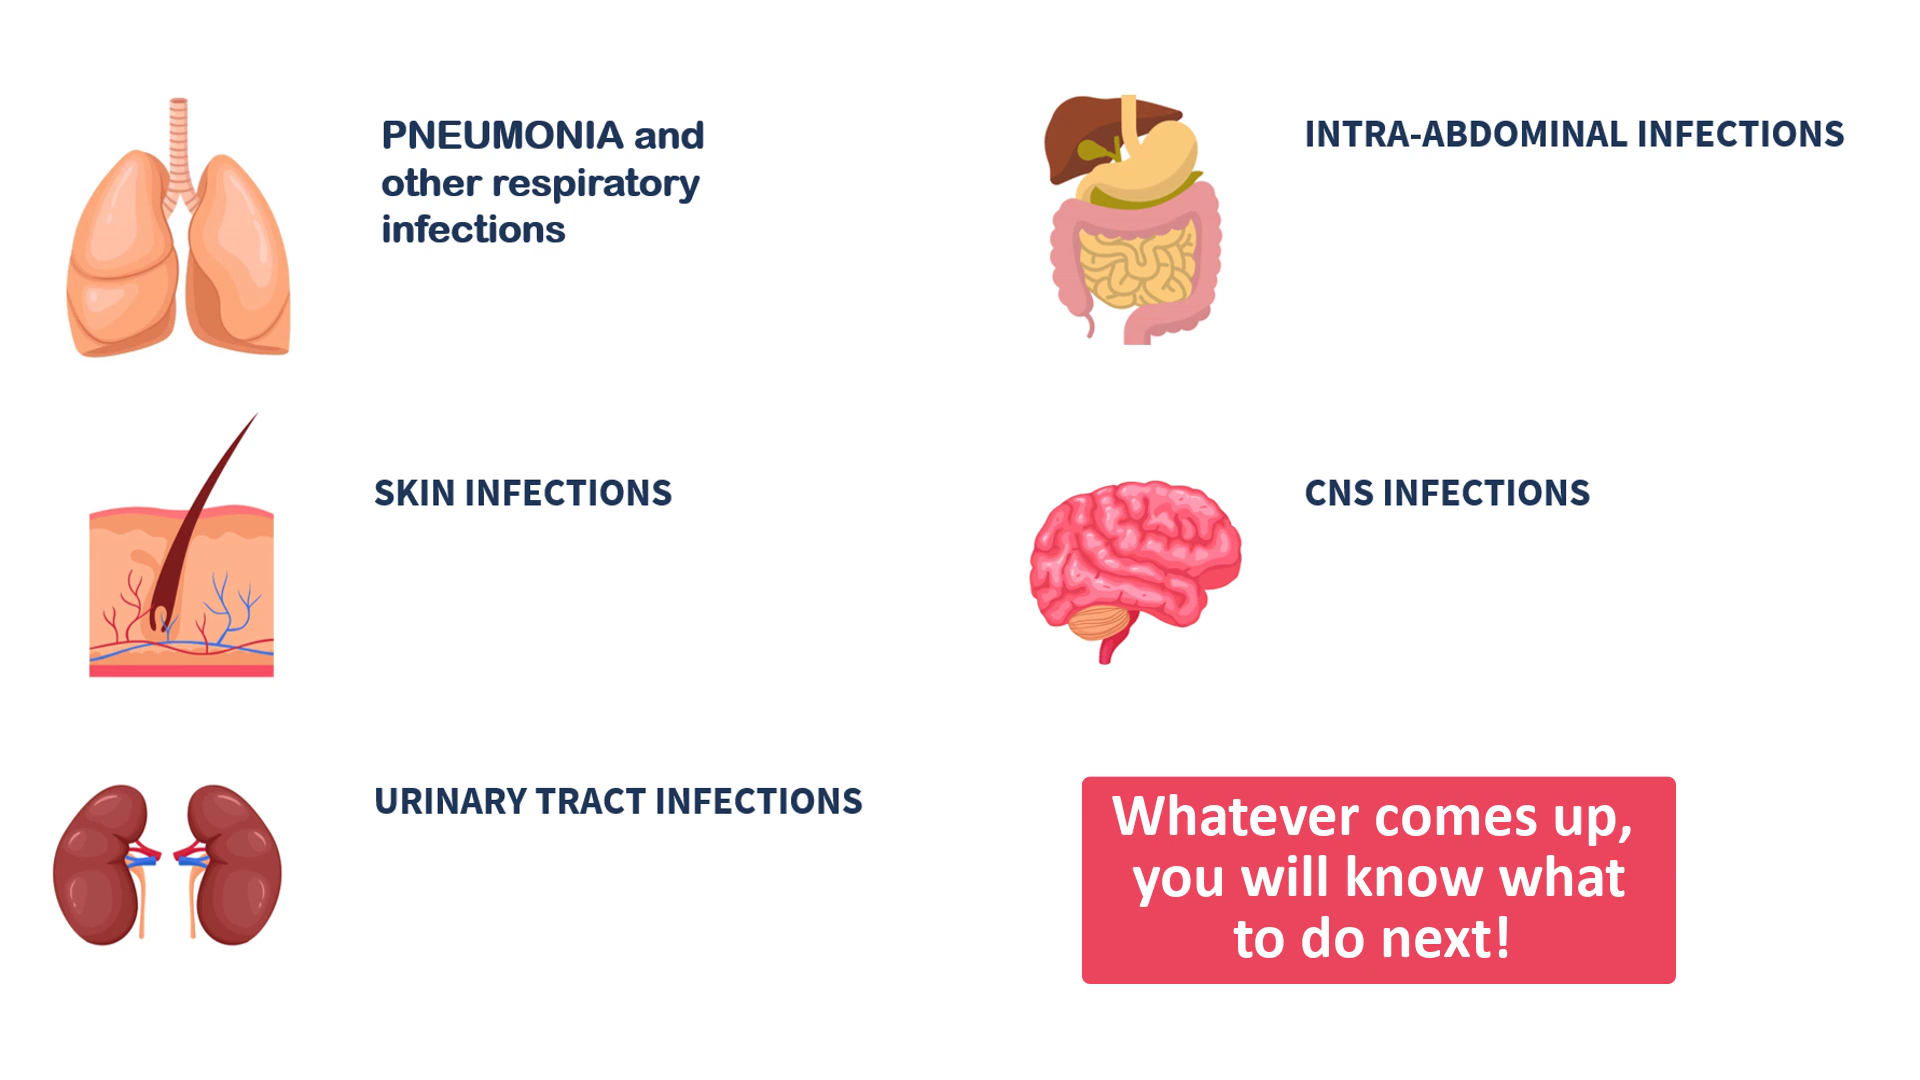 PNEUMONIA and
other respiratory
infections
SKIN INFECTIONS
URINARY TRACT INFECTIONS
INTRA-ABDOMINAL INFECTIONS
CNS INFECTIONS
Whatever comes up,
you will know what
to do next!